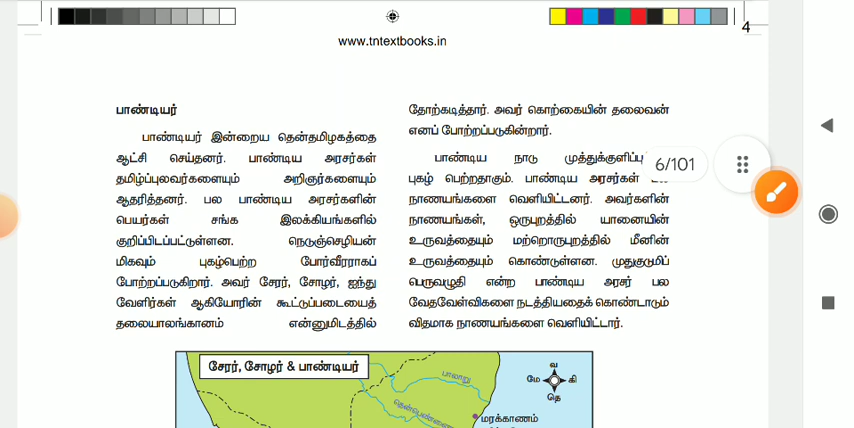 4
www.tntextbooks.in
பாண்டியர்
பாண்டியர் இன்றைய தென்தமிழகத்தை
ஆட்சி செய்தனர். பாண்டிய அரசர்கள்
தமிழ்ப்புலவர்களையும் அறிஞர்களையும்
ஆதரித்தனர். பல பாண்டிய அரசர்களின்
பெயர்கள் சங்க இலக்கியங்களில்
குறிப்பிடப்பட்டுள்ளன. நெடுஞ்செழியன்
மிகவும் புகழ்பெற்ற போர்வீரராகப்
போற்றப்படுகிறார். அவர் சேரர், சோழர், ஐந்து
வேளிர்கள் ஆகியோரின் கூட்டுப்படையைத்
தலையாலங்கானம் என்னுமிடத்தில்
தோற்கடித்தார். அவர் கொற்கையின் தலைவன்
எனப் போற்றப்படுகின்றார்.
பாண்டிய நாடு
புகழ் பெற்றதாகும். பாண்டிய அரசர்கள்
நாணயங்களை வெளியிட்டனர். அவர்களின்
நாணயங்கள், ஒருபுறத்தில் யானையின்
உருவத்தையும் மற்றொருபுறத்தில் மீனின்
உருவத்தையும் கொண்டுள்ளன. முதுகுடுமிப்
பெருவழுதி என்ற பாண்டிய அரசர் பல
வேதவேள்விகளை நடத்தியதைக் கொண்டாடும்
விதமாக நாணயங்களை வெளியிட்டார்.
6/101
சேரர், சோழர் & பாண்டியர்
பாலாறு
வ
மே கி
தெ
மரக்காணம்